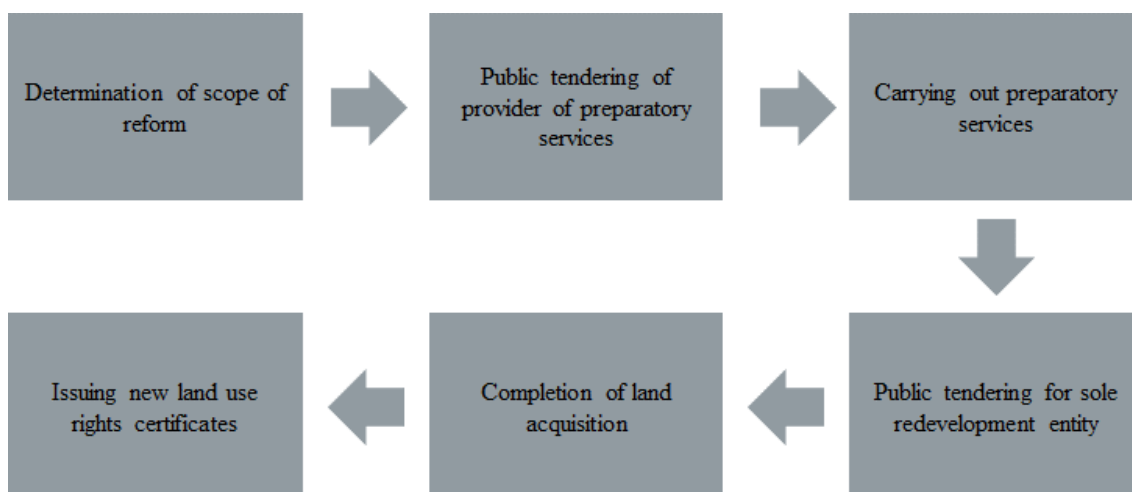 Determination of scope of
reform
Public tendering of
provider of preparatory
services
Carrying out preparatory
services
Public tendering for sole
redevelopment entity
Completion of land
acquisition
Issuing new land use
rights certificates